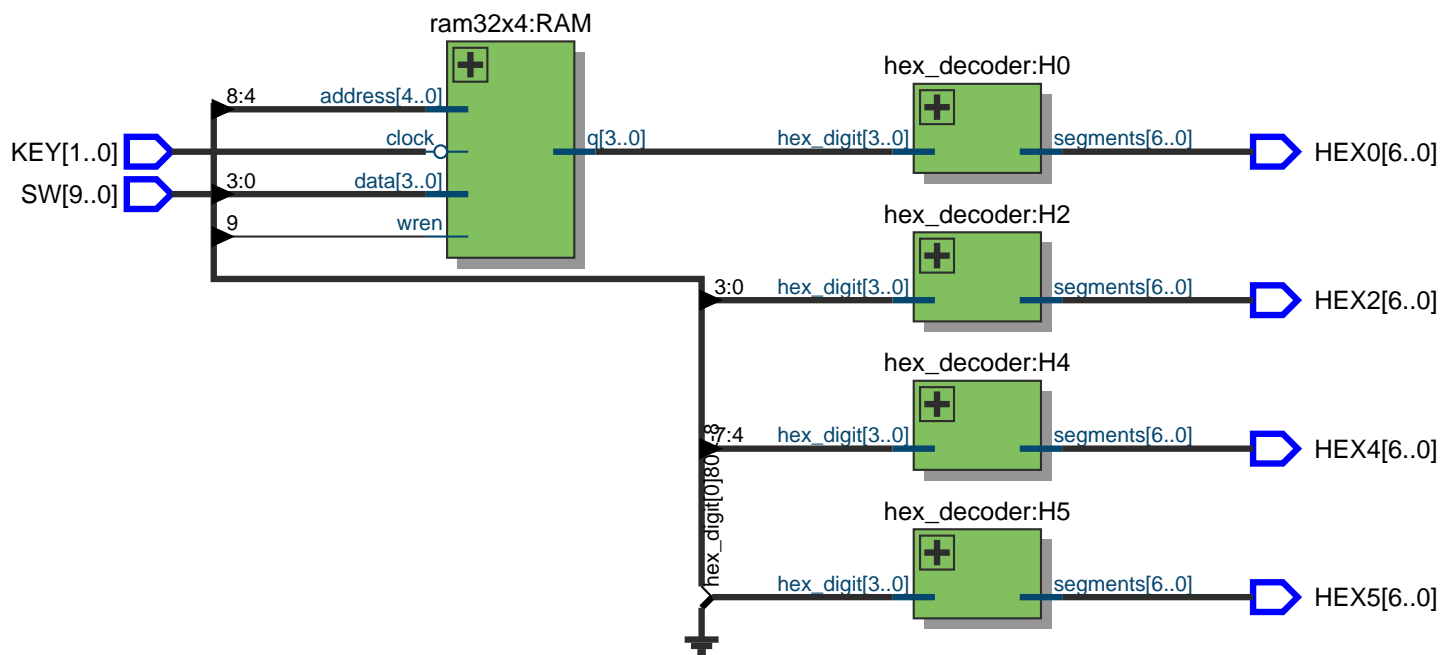 ram32x4:RAM
hex_decoder:H0
8:4 address[4..0]
KEY[1..0] clock q[3..0] hex_digit[3..0] segments[6..0] HEX0[6..0]
SW[9..0] 3:0 data[3..0]
hex_decoder:H2
9 wren
3:0 hex_digit[3..0] segments[6..0] HEX2[6..0]
hex_decoder:H4
7:4 hex_digit[3..0] segments[6..0] HEX4[6..0]
hex_decoder:H5
hex_digit[3..0] segments[6..0] HEX5[6..0]